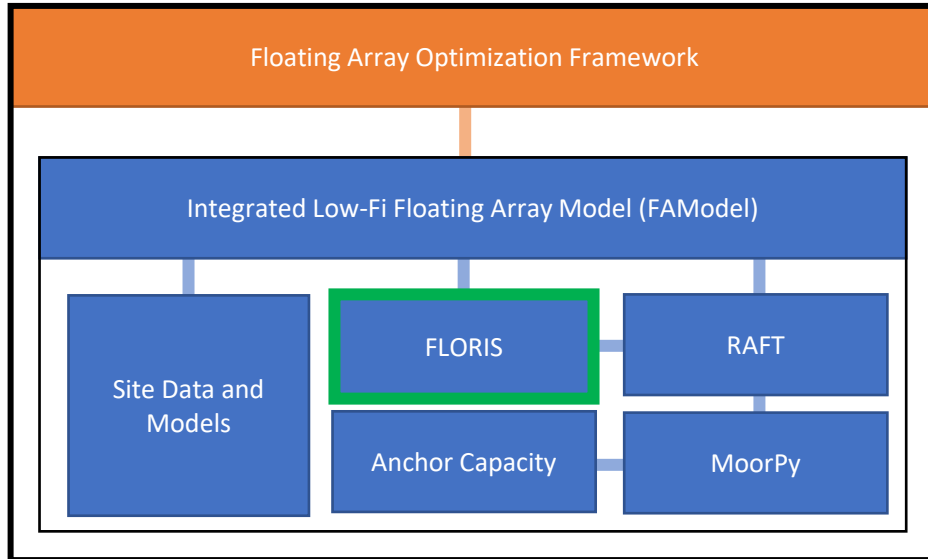 Floating Array Optimization Framework
Integrated Low-Fi Floating Array Model (FAModel)
Site Data and
Models
FLORIS
RAFT
Anchor Capacity
MoorPy